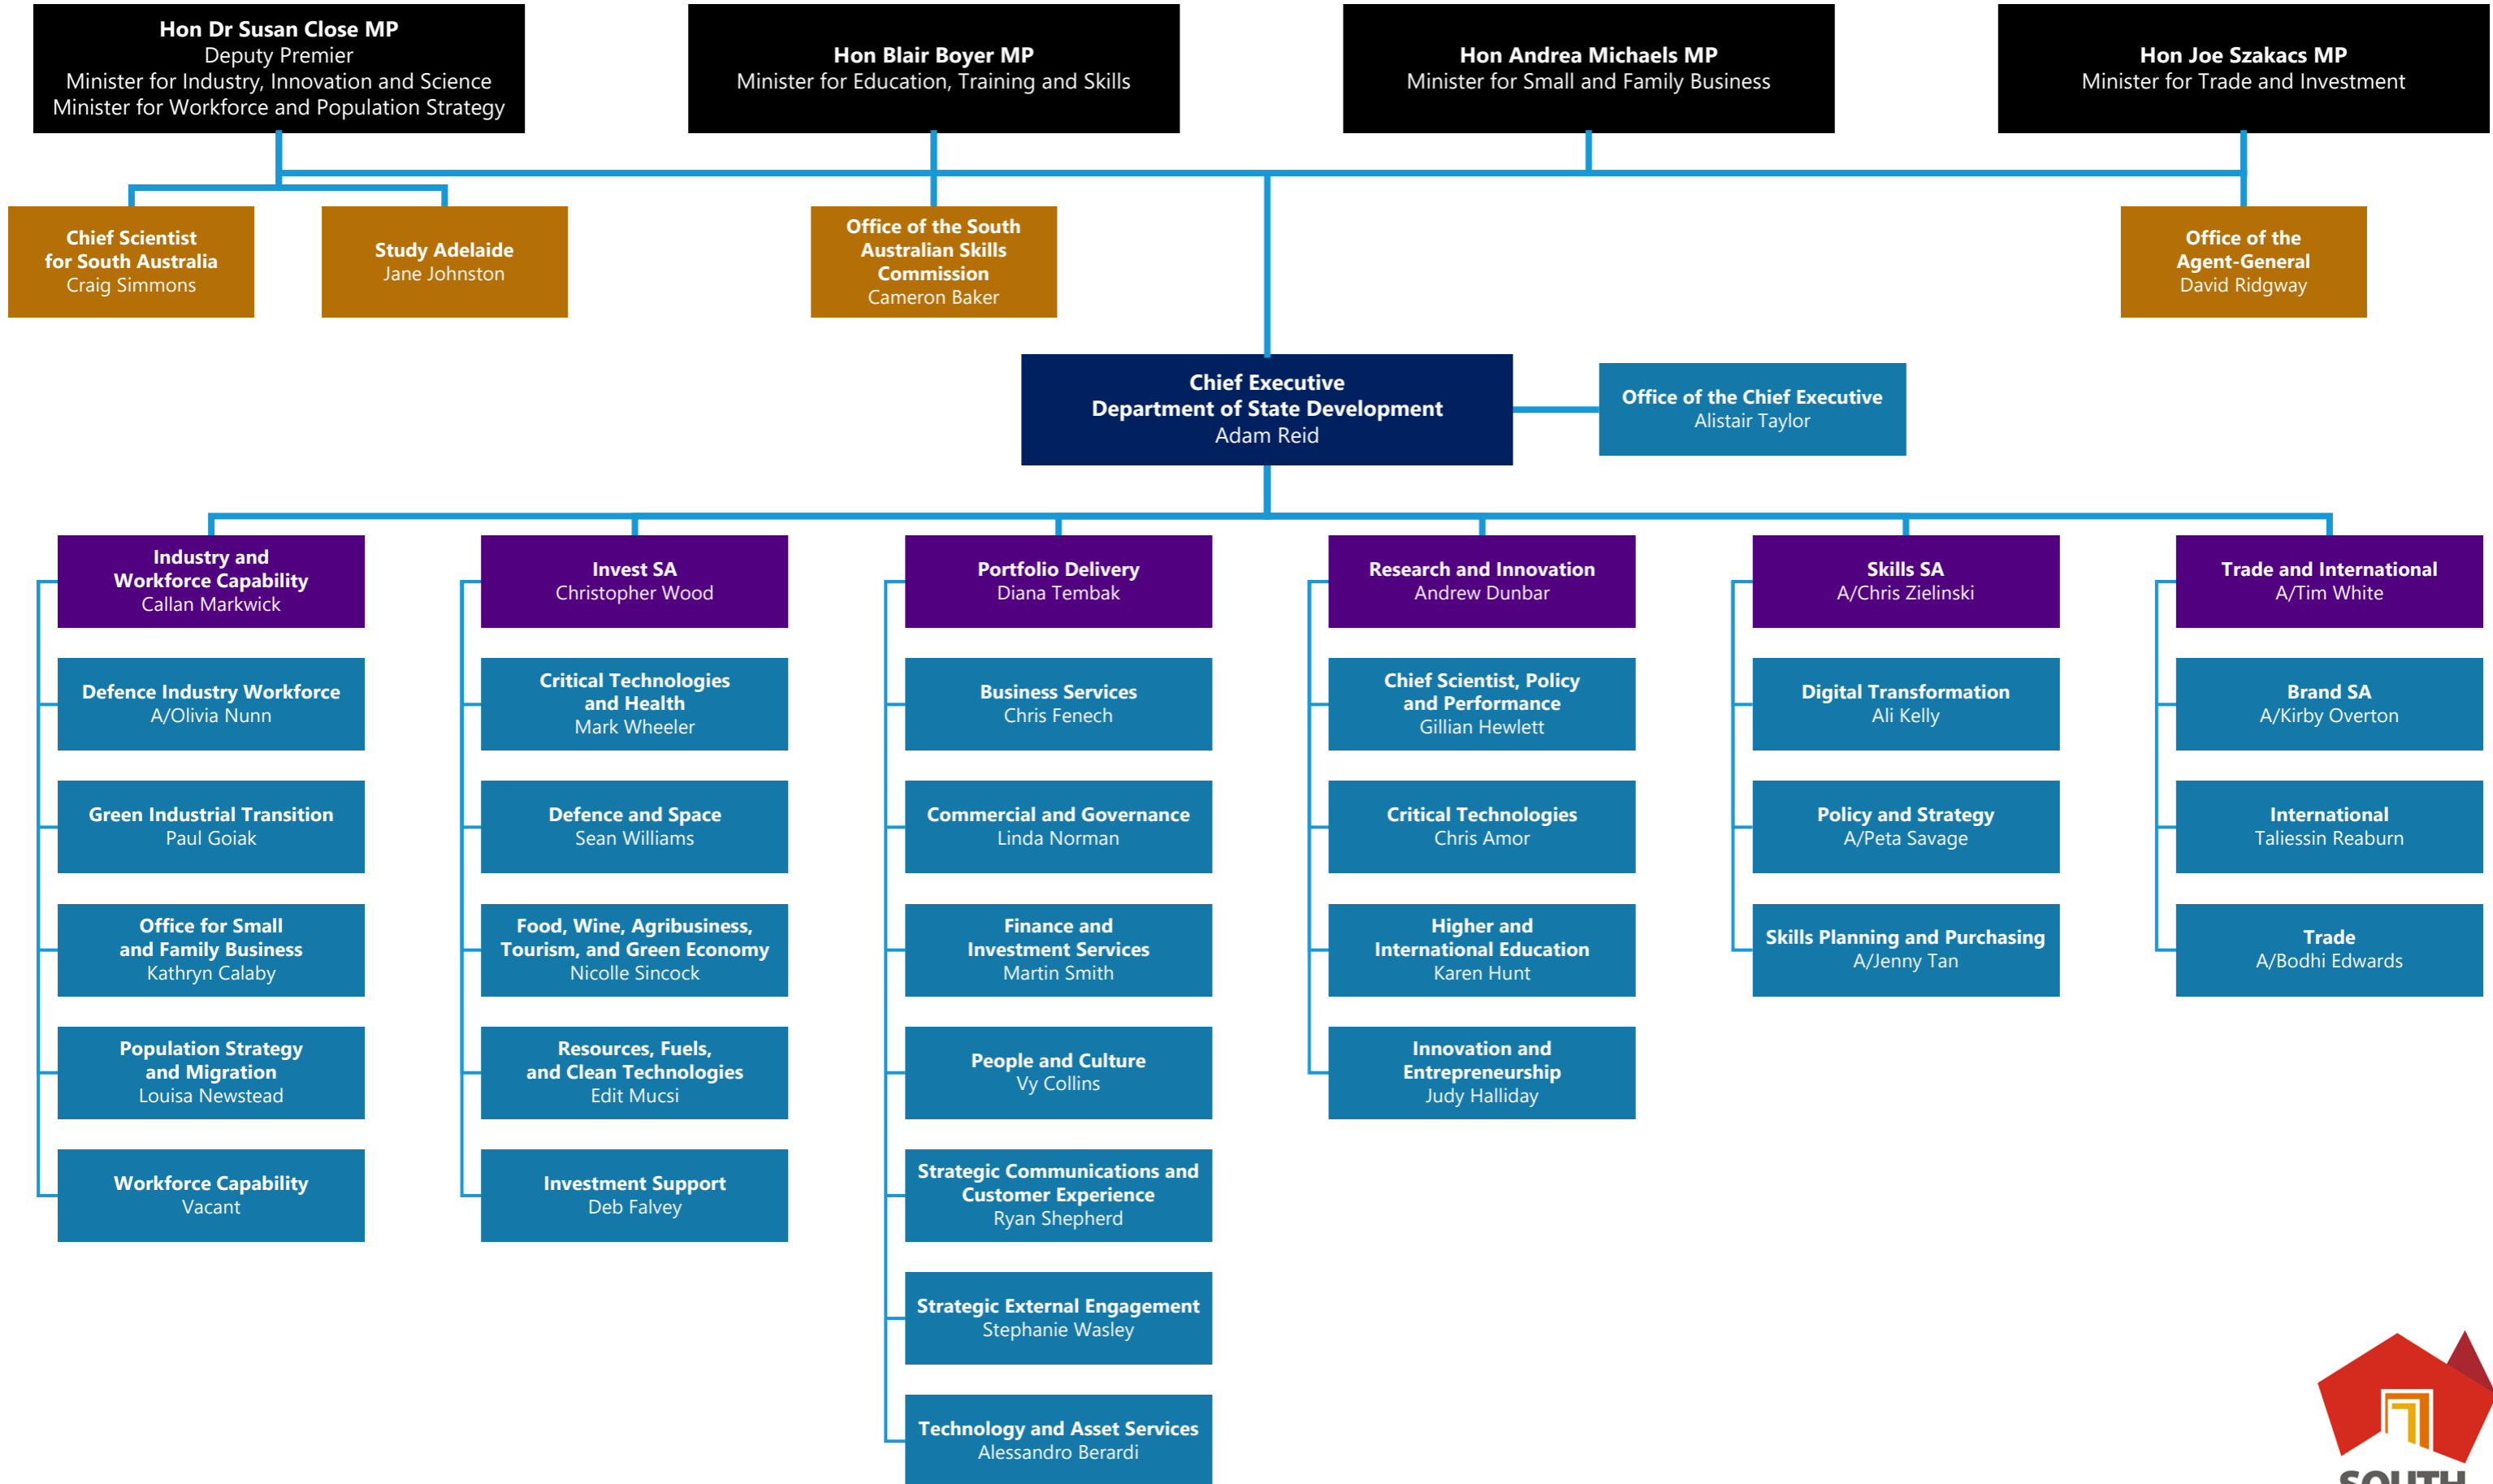 Hon Dr Susan Close MP
Deputy Premier
Minister for Industry, Innovation and Science
Minister for Workforce and Population Strategy
Hon Blair Boyer MP
Minister for Education, Training and Skills
Hon Andrea Michaels MP
Minister for Small and Family Business
Hon Joe Szakacs MP
Minister for Trade and Investment
Chief Scientist
for South Australia
Craig Simmons
Study Adelaide
Jane Johnston
Office of the South
Australian Skills
Commission
Cameron Baker
Office of the
Agent-General
David Ridgway
Chief Executive
Department of State Development
Adam Reid
Office of the Chief Executive
Alistair Taylor
Industry and
Workforce Capability
Callan Markwick
Defence Industry Workforce
A/Olivia Nunn
Green Industrial Transition
Paul Goiak
Office for Small
and Family Business
Kathryn Calaby
Population Strategy
and Migration
Louisa Newstead
Workforce Capability
Vacant
Invest SA
Christopher Wood
Critical Technologies
and Health
Mark Wheeler
Defence and Space
Sean Williams
Food, Wine, Agribusiness,
Tourism, and Green Economy
Nicolle Sincock
Resources, Fuels,
and Clean Technologies
Edit Mucsi
Investment Support
Deb Falvey
Portfolio Delivery
Diana Tembak
Business Services
Chris Fenech
Commercial and Governance
Linda Norman
Finance and
Investment Services
Martin Smith
People and Culture
Vy Collins
Strategic Communications and
Customer Experience
Ryan Shepherd
Strategic External Engagement
Stephanie Wasley
Technology and Asset Services
Alessandro Berardi
Research and Innovation
Andrew Dunbar
Chief Scientist, Policy
and Performance
Gillian Hewlett
Critical Technologies
Chris Amor
Higher and
International Education
Karen Hunt
Innovation and
Entrepreneurship
Judy Halliday
Skills SA
A/Chris Zielinski
Digital Transformation
Ali Kelly
Policy and Strategy
A/Peta Savage
Skills Planning and Purchasing
A/Jenny Tan
Trade and International
A/Tim White
Brand SA
A/Kirby Overton
International
Taliessin Reaburn
Trade
A/Bodhi Edwards
SOUTH